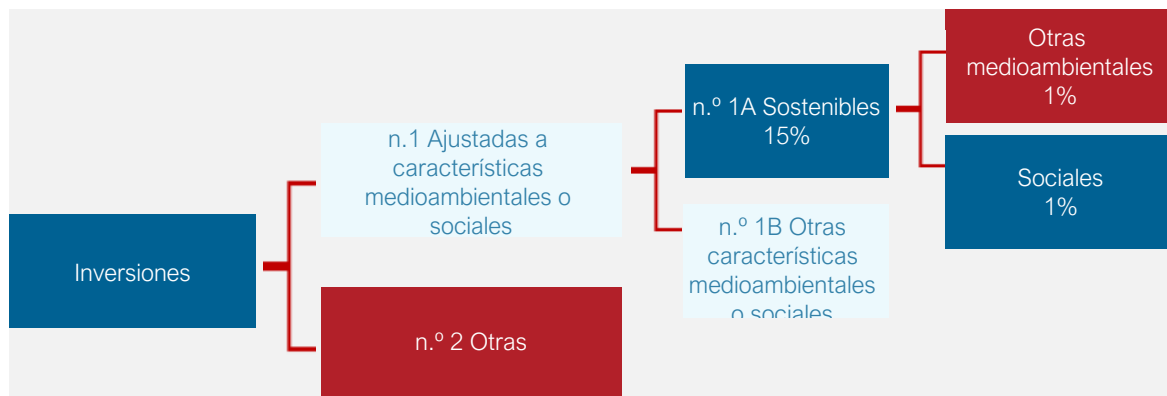 Inversiones
n.1 Ajustadas a
características
medioambientales o
sociales
n.º 2 Otras
n.º 1A Sostenibles
15%
n.º 1B Otras
características
medioambientales
o sociales
Otras
medioambientales
1%
Sociales
1%